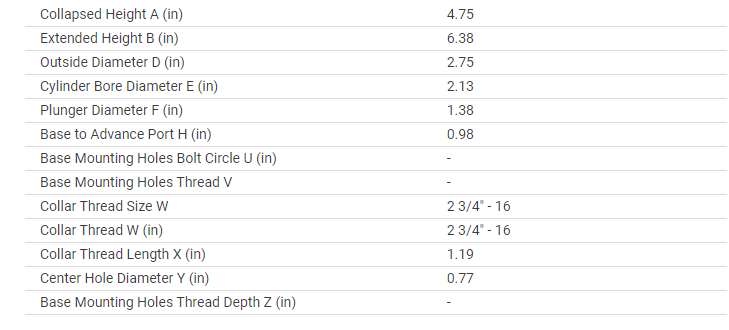 Collapsed Height A (in) 4.75
Extended Height B (in) 6.38
Outside Diameter D (in) 2.75
Cylinder Bore Diameter E (in) 2.13
Plunger Diameter F (in) 1.38
Base to Advance Port H (in) 0.98
Base Mounting Holes Bolt Circle U (in) -
Base Mounting Holes Thread V -
Collar Thread Size W 2 3/4" - 16
Collar Thread W (in) 2 3/4" - 16
Collar Thread Length X (in) 1.19
Center Hole Diameter Y (in) 0.77
Base Mounting Holes Thread Depth Z (in) -